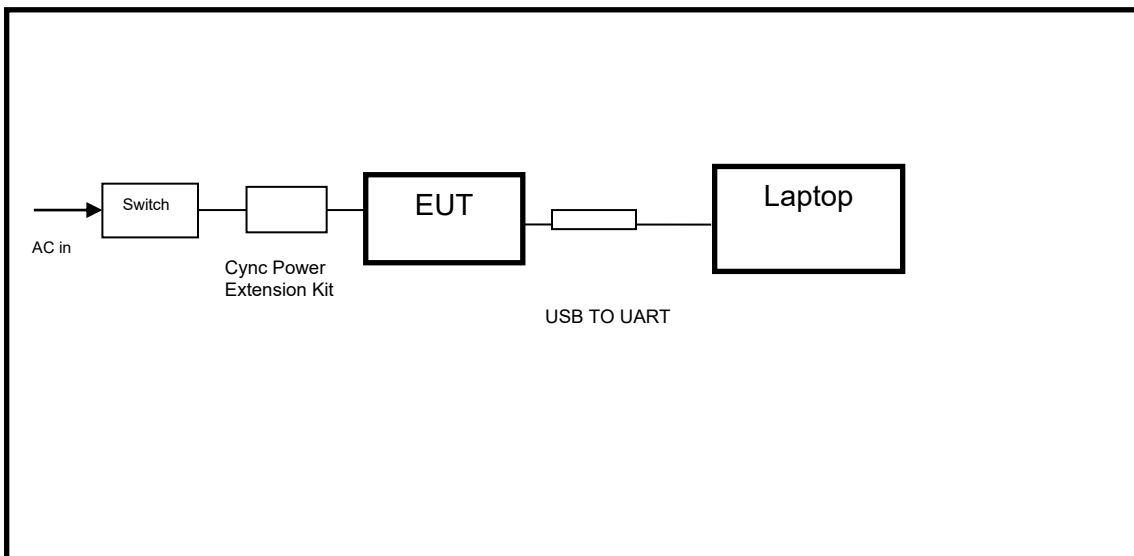 Switch
EUT
Laptop
AC in
Cync Power
Extension Kit
USB TO UART